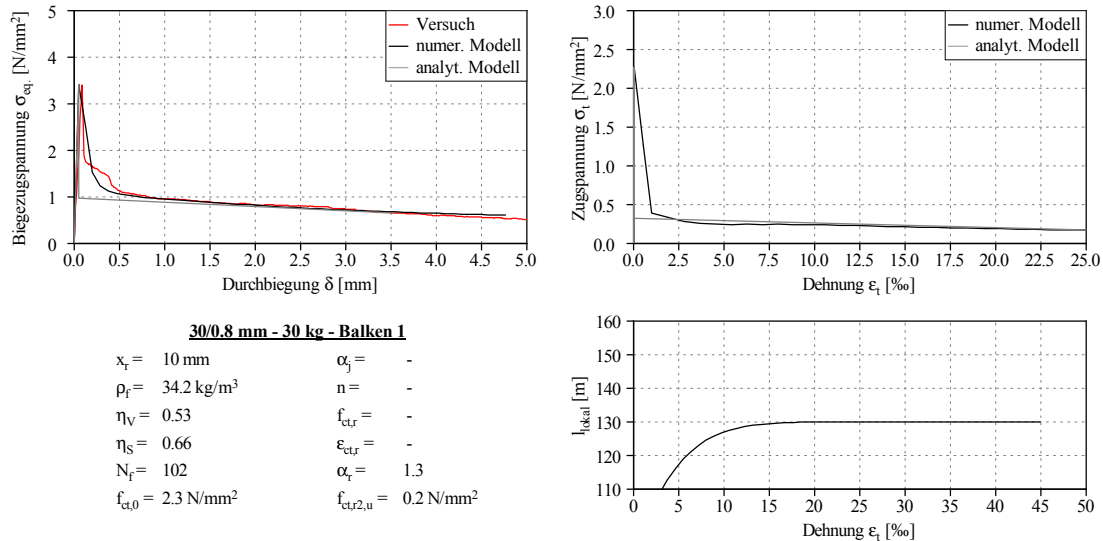 Biegezugspannung σeq. [N/mm²]
5
4
3
2
1
0
Versuch
numer. Modell
analyt. Modell
0.0 0.5 1.0 1.5 2.0 2.5 3.0 3.5 4.0 4.5 5.0
Durchbiegung δ [mm]
Zugspannung σt [N/mm²]
3.0
2.5
2.0
1.5
1.0
0.5
0.0
numer. Modell
analyt. Modell
0.0 2.5 5.0 7.5 10.0 12.5 15.0 17.5 20.0 22.5 25.0
Dehnung εt [‰]
30/0.8 mm - 30 kg - Balken 1
xr = 10 mm αj = -
ρf = 34.2 kg/m³ n = -
ηV = 0.53 fct,r = -
ηS = 0.66 εct,r = -
Nf = 102 αr = 1.3
fct,0 = 2.3 N/mm² fct,r2,u = 0.2 N/mm²
llokal [m]
160
150
140
130
120
110
0 5 10 15 20 25 30 35 40 45 50
Dehnung εt [‰]